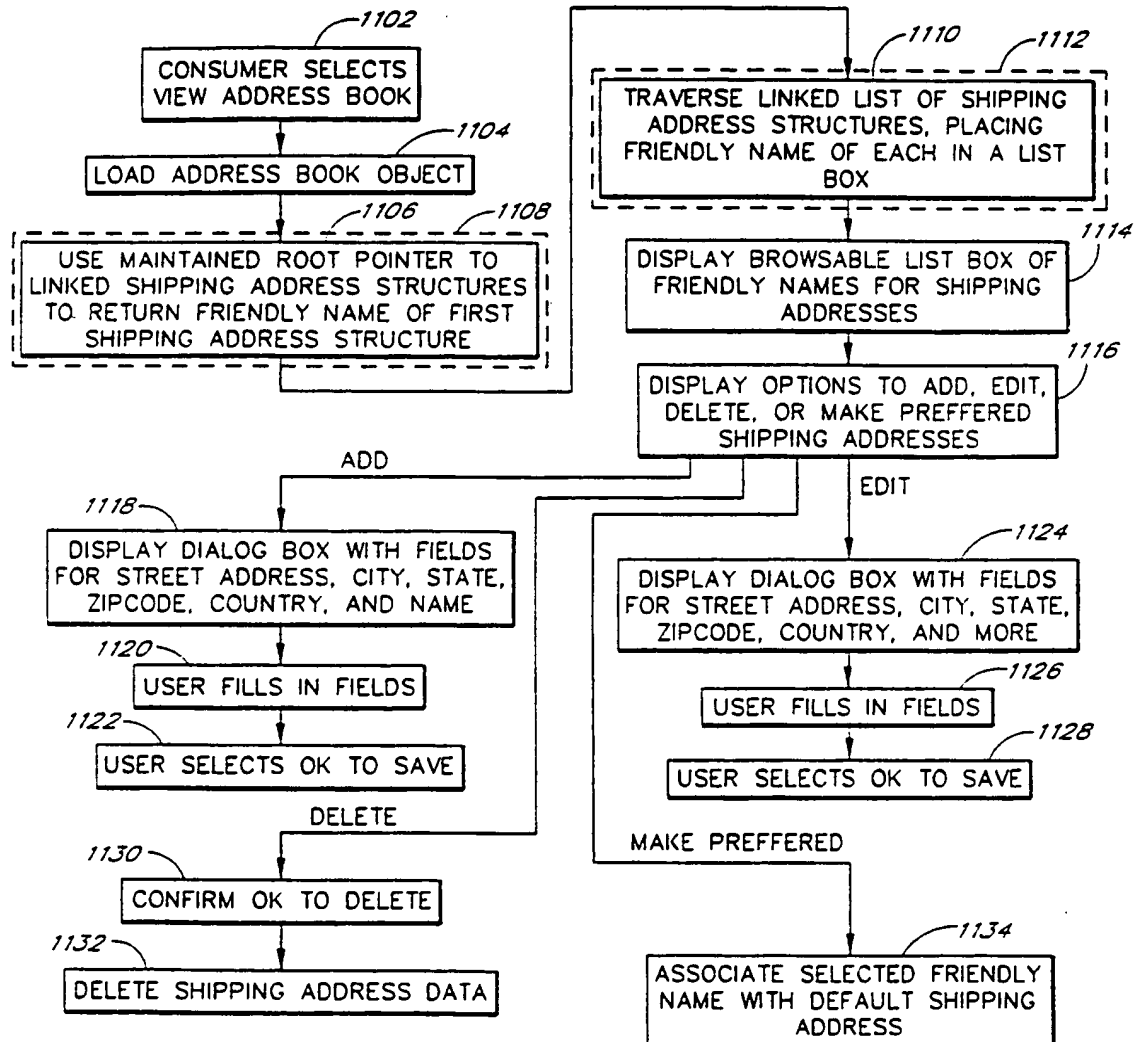 1102
CONSUMER SELECTS
VIEW ADDRESS BOOK
1104
LOAD ADDRESS BOOK OBJECT
1106
1108
USE MAINTAINED ROOT POINTER TO
LINKED SHIPPING ADDRESS STRUCTURES
TO RETURN FRIENDLY NAME OF FIRST
SHIPPING ADDRESS STRUCTURE
1110
1112
TRAVERSE LINKED LIST OF SHIPPING
ADDRESS STRUCTURES, PLACING
FRIENDLY NAME OF EACH IN A LIST
BOX
1114
DISPLAY BROWSABLE LIST BOX OF
FRIENDLY NAMES FOR SHIPPING
ADDRESSES
1116
DISPLAY OPTIONS TO ADD, EDIT,
DELETE, OR MAKE PREFFERED
SHIPPING ADDRESSES
ADD
1118
DISPLAY DIALOG BOX WITH FIELDS
FOR STREET ADDRESS, CITY, STATE,
ZIPCODE, COUNTRY, AND NAME
1120
USER FILLS IN FIELDS
1122
USER SELECTS OK TO SAVE
EDIT
1124
DISPLAY DIALOG BOX WITH FIELDS
FOR STREET ADDRESS, CITY, STATE,
ZIPCODE, COUNTRY, AND MORE
1126
USER FILLS IN FIELDS
1128
USER SELECTS OK TO SAVE
DELETE
1130
CONFIRM OK TO DELETE
1132
DELETE SHIPPING ADDRESS DATA
MAKE PREFFERED
1134
ASSOCIATE SELECTED FRIENDLY
NAME WITH DEFAULT SHIPPING
ADDRESS